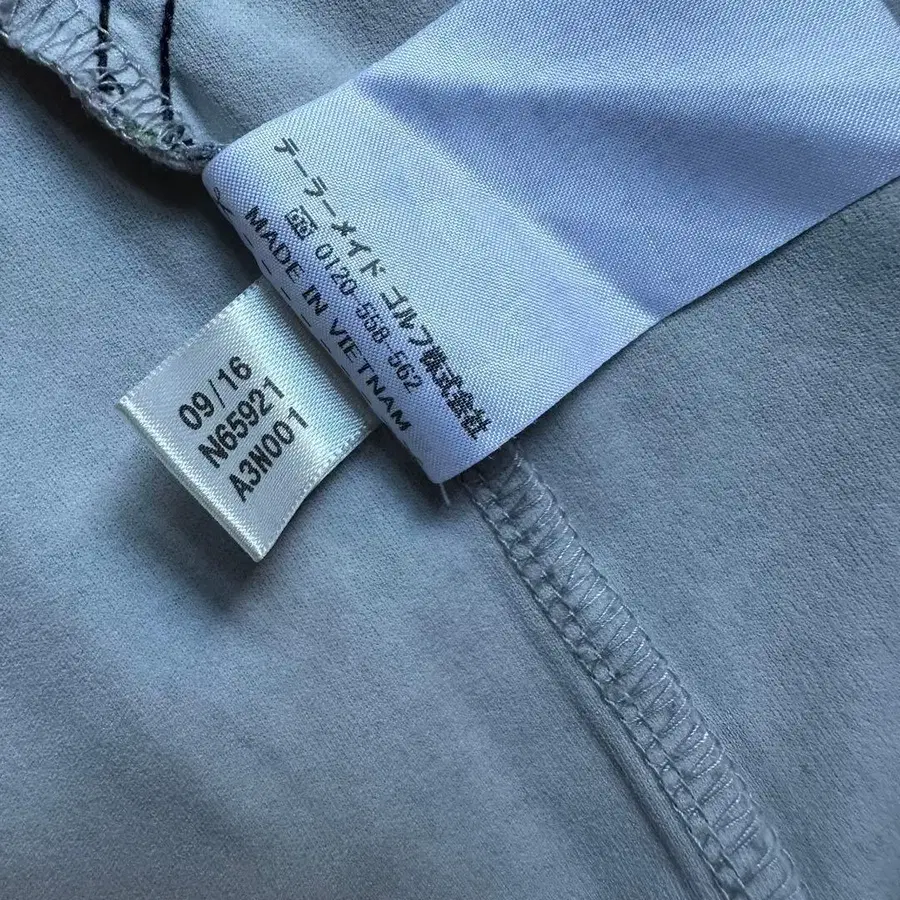 テーラーメイド ゴルフ株式会社
0120-558-562
MADE IN VIETNAM
09/16
N65921
A3N001